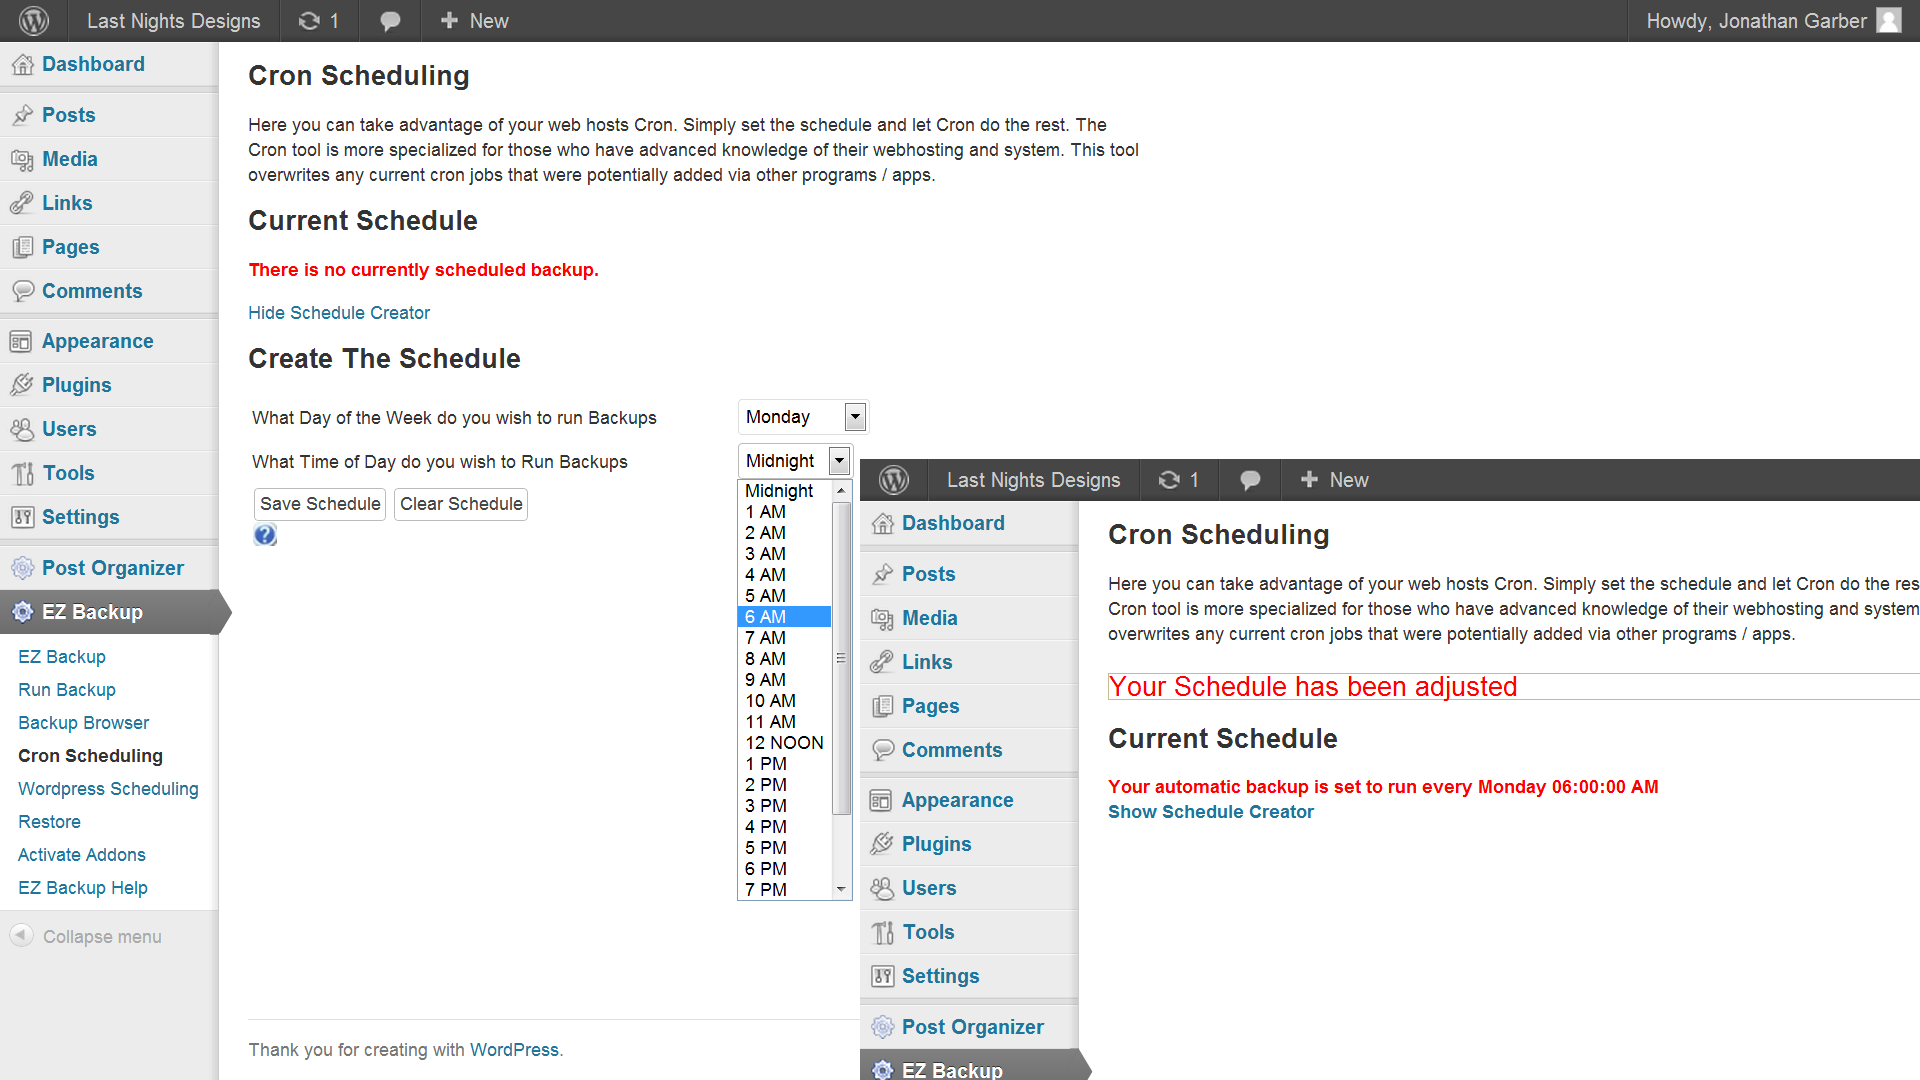 Last Nights Designs
1
New
Howdy, Jonathan Garber
Dashboard
Posts
Media
Links
Pages
Comments
Appearance
Plugins
Users
Tools
Settings
Post Organizer
EZ Backup
EZ Backup
Run Backup
Backup Browser
Cron Scheduling
Wordpress Scheduling
Restore
Activate Addons
EZ Backup Help
Collapse menu
Cron Scheduling
Here you can take advantage of your web hosts Cron. Simply set the schedule and let Cron do the rest. The
Cron tool is more specialized for those who have advanced knowledge of their webhosting and system. This tool
overwrites any current cron jobs that were potentially added via other programs / apps.
Current Schedule
There is no currently scheduled backup.
Hide Schedule Creator
Create The Schedule
What Day of the Week do you wish to run Backups
Monday
What Time of Day do you wish to Run Backups
Midnight
Save Schedule
Clear Schedule
Midnight
1 AM
2 AM
3 AM
4 AM
5 AM
6 AM
7 AM
8 AM
9 AM
10 AM
11 AM
12 NOON
1 PM
2 PM
3 PM
4 PM
5 PM
6 PM
7 PM
Thank you for creating with WordPress.
Last Nights Designs
1
New
Dashboard
Posts
Media
Links
Pages
Comments
Appearance
Plugins
Users
Tools
Settings
Post Organizer
EZ Backup
Cron Scheduling
Here you can take advantage of your web hosts Cron. Simply set the schedule and let Cron do the res
Cron tool is more specialized for those who have advanced knowledge of their webhosting and system
overwrites any current cron jobs that were potentially added via other programs / apps.
Your Schedule has been adjusted
Current Schedule
Your automatic backup is set to run every Monday 06:00:00 AM
Show Schedule Creator